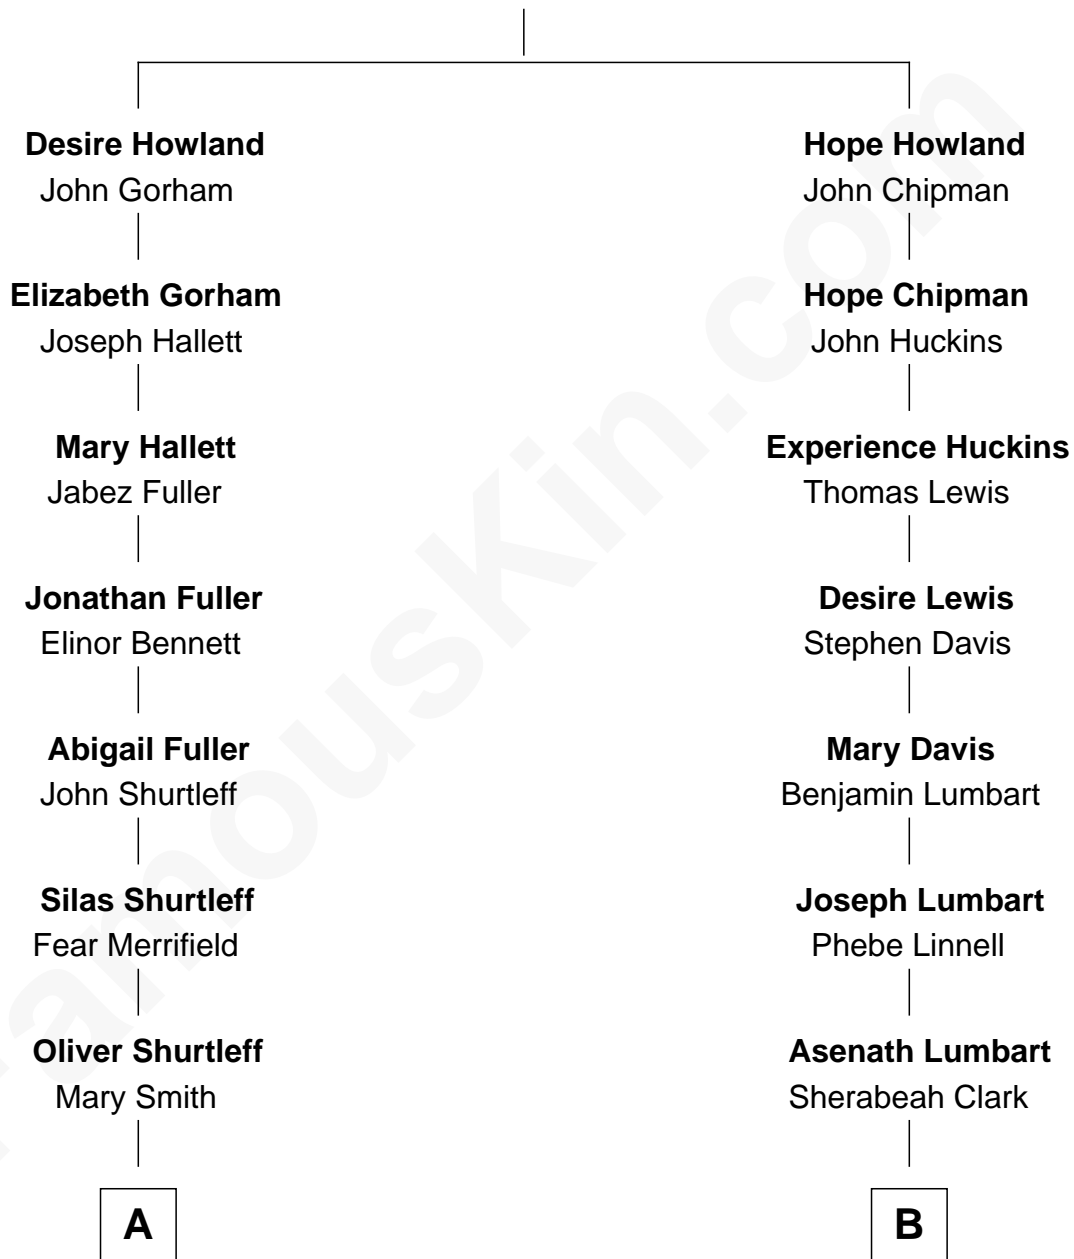 Desire Howland
John Gorham
Elizabeth Gorham
Joseph Hallett
Mary Hallett
Jabez Fuller
Jonathan Fuller
Elinor Bennett
Abigail Fuller
John Shurtleff
Silas Shurtleff
Fear Merrifield
Oliver Shurtleff
Mary Smith
A
Hope Howland
John Chipman
Hope Chipman
John Huckins
Experience Huckins
Thomas Lewis
Desire Lewis
Stephen Davis
Mary Davis
Benjamin Lumbart
Joseph Lumbart
Phebe Linnell
Asenath Lumbart
Sherabeah Clark
B
FamousKin.com